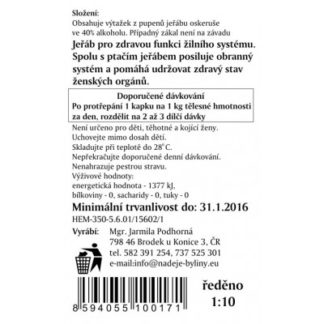 Složení:
Obsahuje výtažek z pupenů jeřábu oskeruše
ve 40% alkoholu. Případný zákal není na závadu
Jeřáb pro zdravou funkci žilního systému.
Spolu s ptačím jeřábem posiluje obranný
systém a pomáhá udržovat zdravý stav
ženských orgánů.
Doporučené dávkování
Po protřepání 1 kapku na 1 kg tělesné hmotnosti
za den, rozdělit na 2 až 3 dílčí dávky
Není určeno pro děti, těhotné a kojící ženy.
Uchovejte mimo dosah dětí.
Skladujte při teplotě do 28°C.
Nepřekračujte doporučené denní dávkování.
Nenahrazuje pestrou stravu.
Výživové hodnoty:
energetická hodnota - 1377 kJ,
bílkoviny - 0, sacharidy - 0, tuky - 0
Minimální trvanlivost do: 31.1.2016
HEM-350-5.6.01/15602/1
Vyrábí: Mgr. Jarmila Podhorná
798 46 Brodek u Konice 3, ČR
tel. 582 391 254, 737 525 301
e-mail:info@nadeje-byliny.eu
ředěno
1:10
8 594055 100171